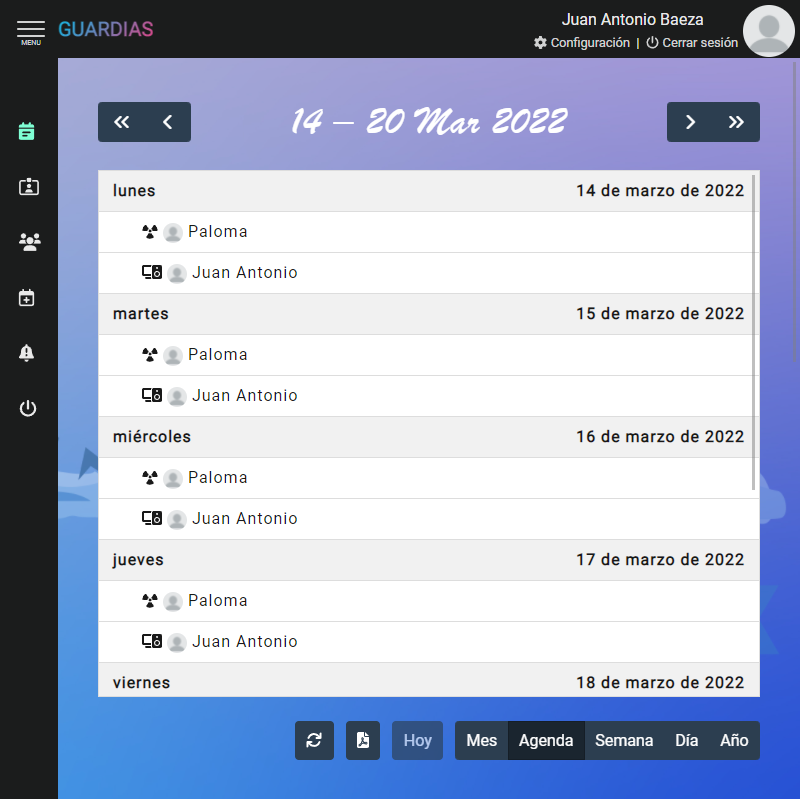 MENU
GUARDIAS
Juan Antonio Baeza
Configuración | Cerrar sesión
14 — 20 Mar 2022
lunes 14 de marzo de 2022
Paloma
Juan Antonio
martes 15 de marzo de 2022
Paloma
Juan Antonio
miércoles 16 de marzo de 2022
Paloma
Juan Antonio
jueves 17 de marzo de 2022
Paloma
Juan Antonio
viernes 18 de marzo de 2022
Hoy Mes Agenda Semana Día Año